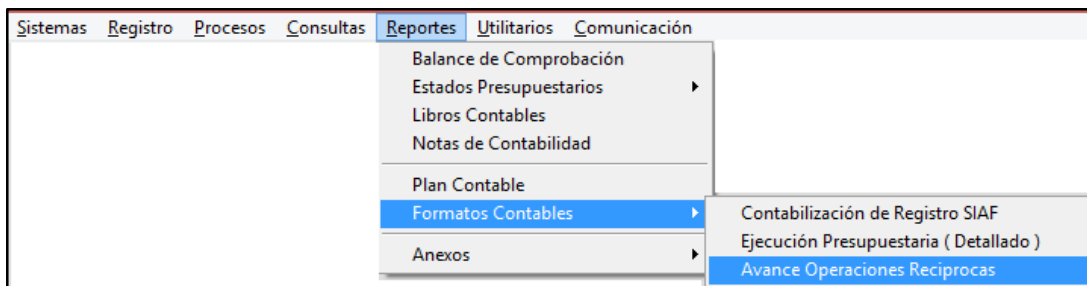 Sistemas Registro Procesos Consultas Reportes Utilitarios Comunicación
Balance de Comprobación
Estados Presupuestarios
Libros Contables
Notas de Contabilidad
Plan Contable
Formatos Contables
Anexos
Contabilización de Registro SIAF
Ejecución Presupuestaria ( Detallado )
Avance Operaciones Reciprocas